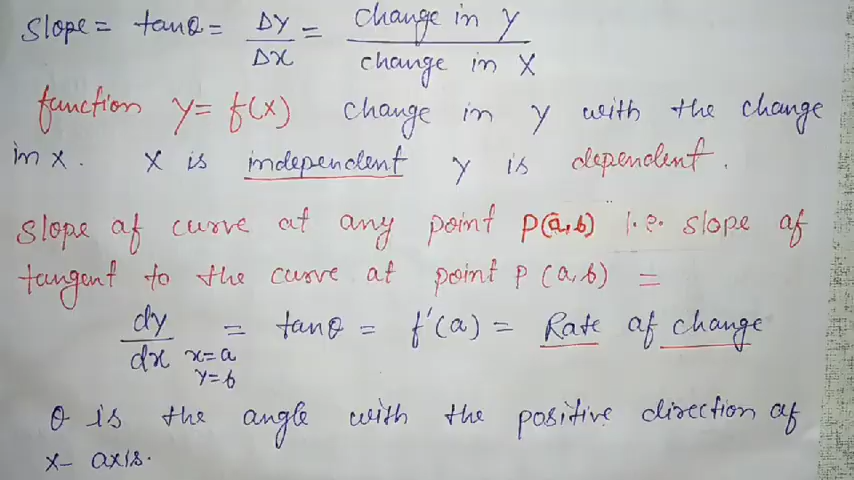 Slope = tanθ = Δy/Δx = change in y/change in x
function y = f(x) change in y with the change
in x. x is independent y is dependent.
Slope of curve at any point P(a,b) i.e. slope of
tangent to the curve at point P (a,b) =
dy/dx x=a y=b = tanθ = f'(a) = Rate of change
θ is the angle with the positive direction of
x- axis.